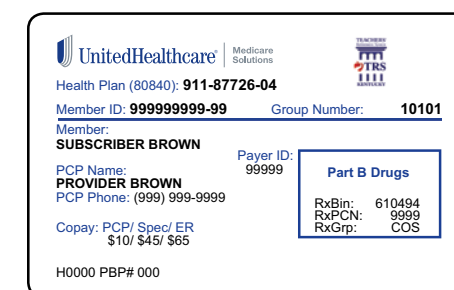 UnitedHealthcare® Medicare
Solutions
TEACHERS'
TRS
KENTUCKY
Health Plan (80840): 911-87726-04
Member ID: 999999999-99 Group Number: 10101
Member:
SUBSCRIBER BROWN
Payer ID:
99999
PCP Name:
PROVIDER BROWN
PCP Phone: (999) 999-9999
Copay: PCP/ Spec/ ER
$10/ $45/ $65
Part B Drugs
RxBin: 610494
RxPCN: 9999
RxGrp: COS
H0000 PBP# 000